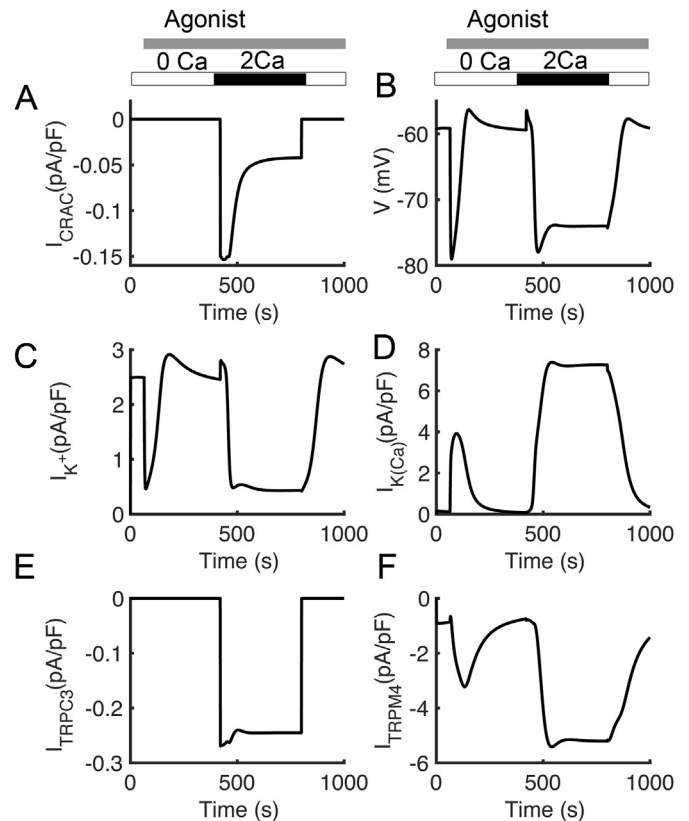 Agonist
0 Ca 2Ca
Agonist
0 Ca 2Ca
A
0
-0.05
-0.1
-0.15
I_CRAC(pA/pF)
0 500 1000
Time (s)
B
-60
-70
-80
V (mV)
0 500 1000
Time (s)
C
3
2
1
0
I_K+(pA/pF)
0 500 1000
Time (s)
D
8
6
4
2
0
I_K(Ca)(pA/pF)
0 500 1000
Time (s)
E
0
-0.1
-0.2
-0.3
I_TRPC3(pA/pF)
0 500 1000
Time (s)
F
0
-2
-4
-6
I_TRPM4(pA/pF)
0 500 1000
Time (s)